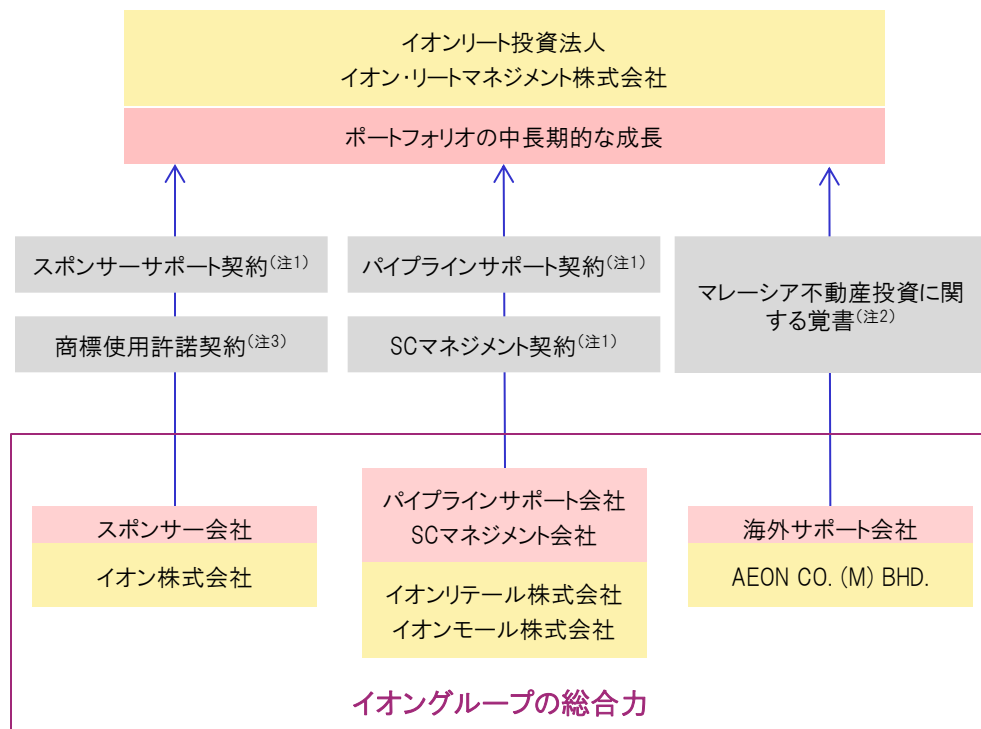 イオンリート投資法人
イオン・リートマネジメント株式会社
ポートフォリオの中長期的な成長
スポンサーサポート契約(注1)
パイプラインサポート契約(注1)
マレーシア不動産投資に関
する覚書(注2)
商標使用許諾契約(注3)
SCマネジメント契約(注1)
スポンサー会社
イオン株式会社
パイプラインサポート会社
SCマネジメント会社
イオンリテール株式会社
イオンモール株式会社
海外サポート会社
AEON CO. (M) BHD.
イオングループの総合力